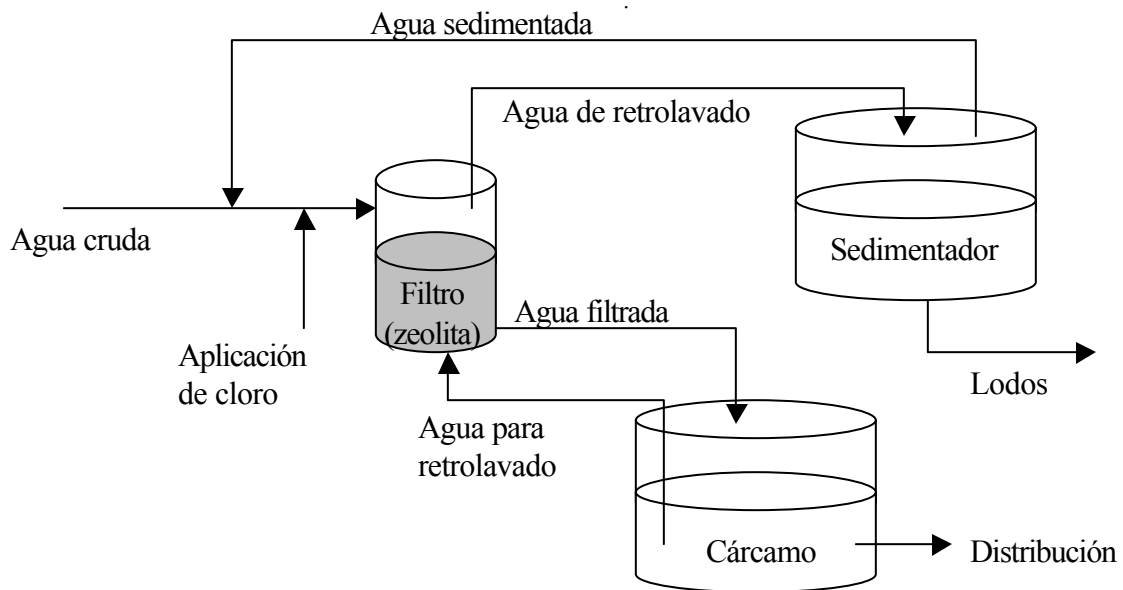 Agua sedimentada
Agua de retrolavado
Agua cruda
Sedimentador
Filtro
(zeolita)
Agua filtrada
Aplicación
de cloro
Lodos
Agua para
retrolavado
Cárcamo
Distribución